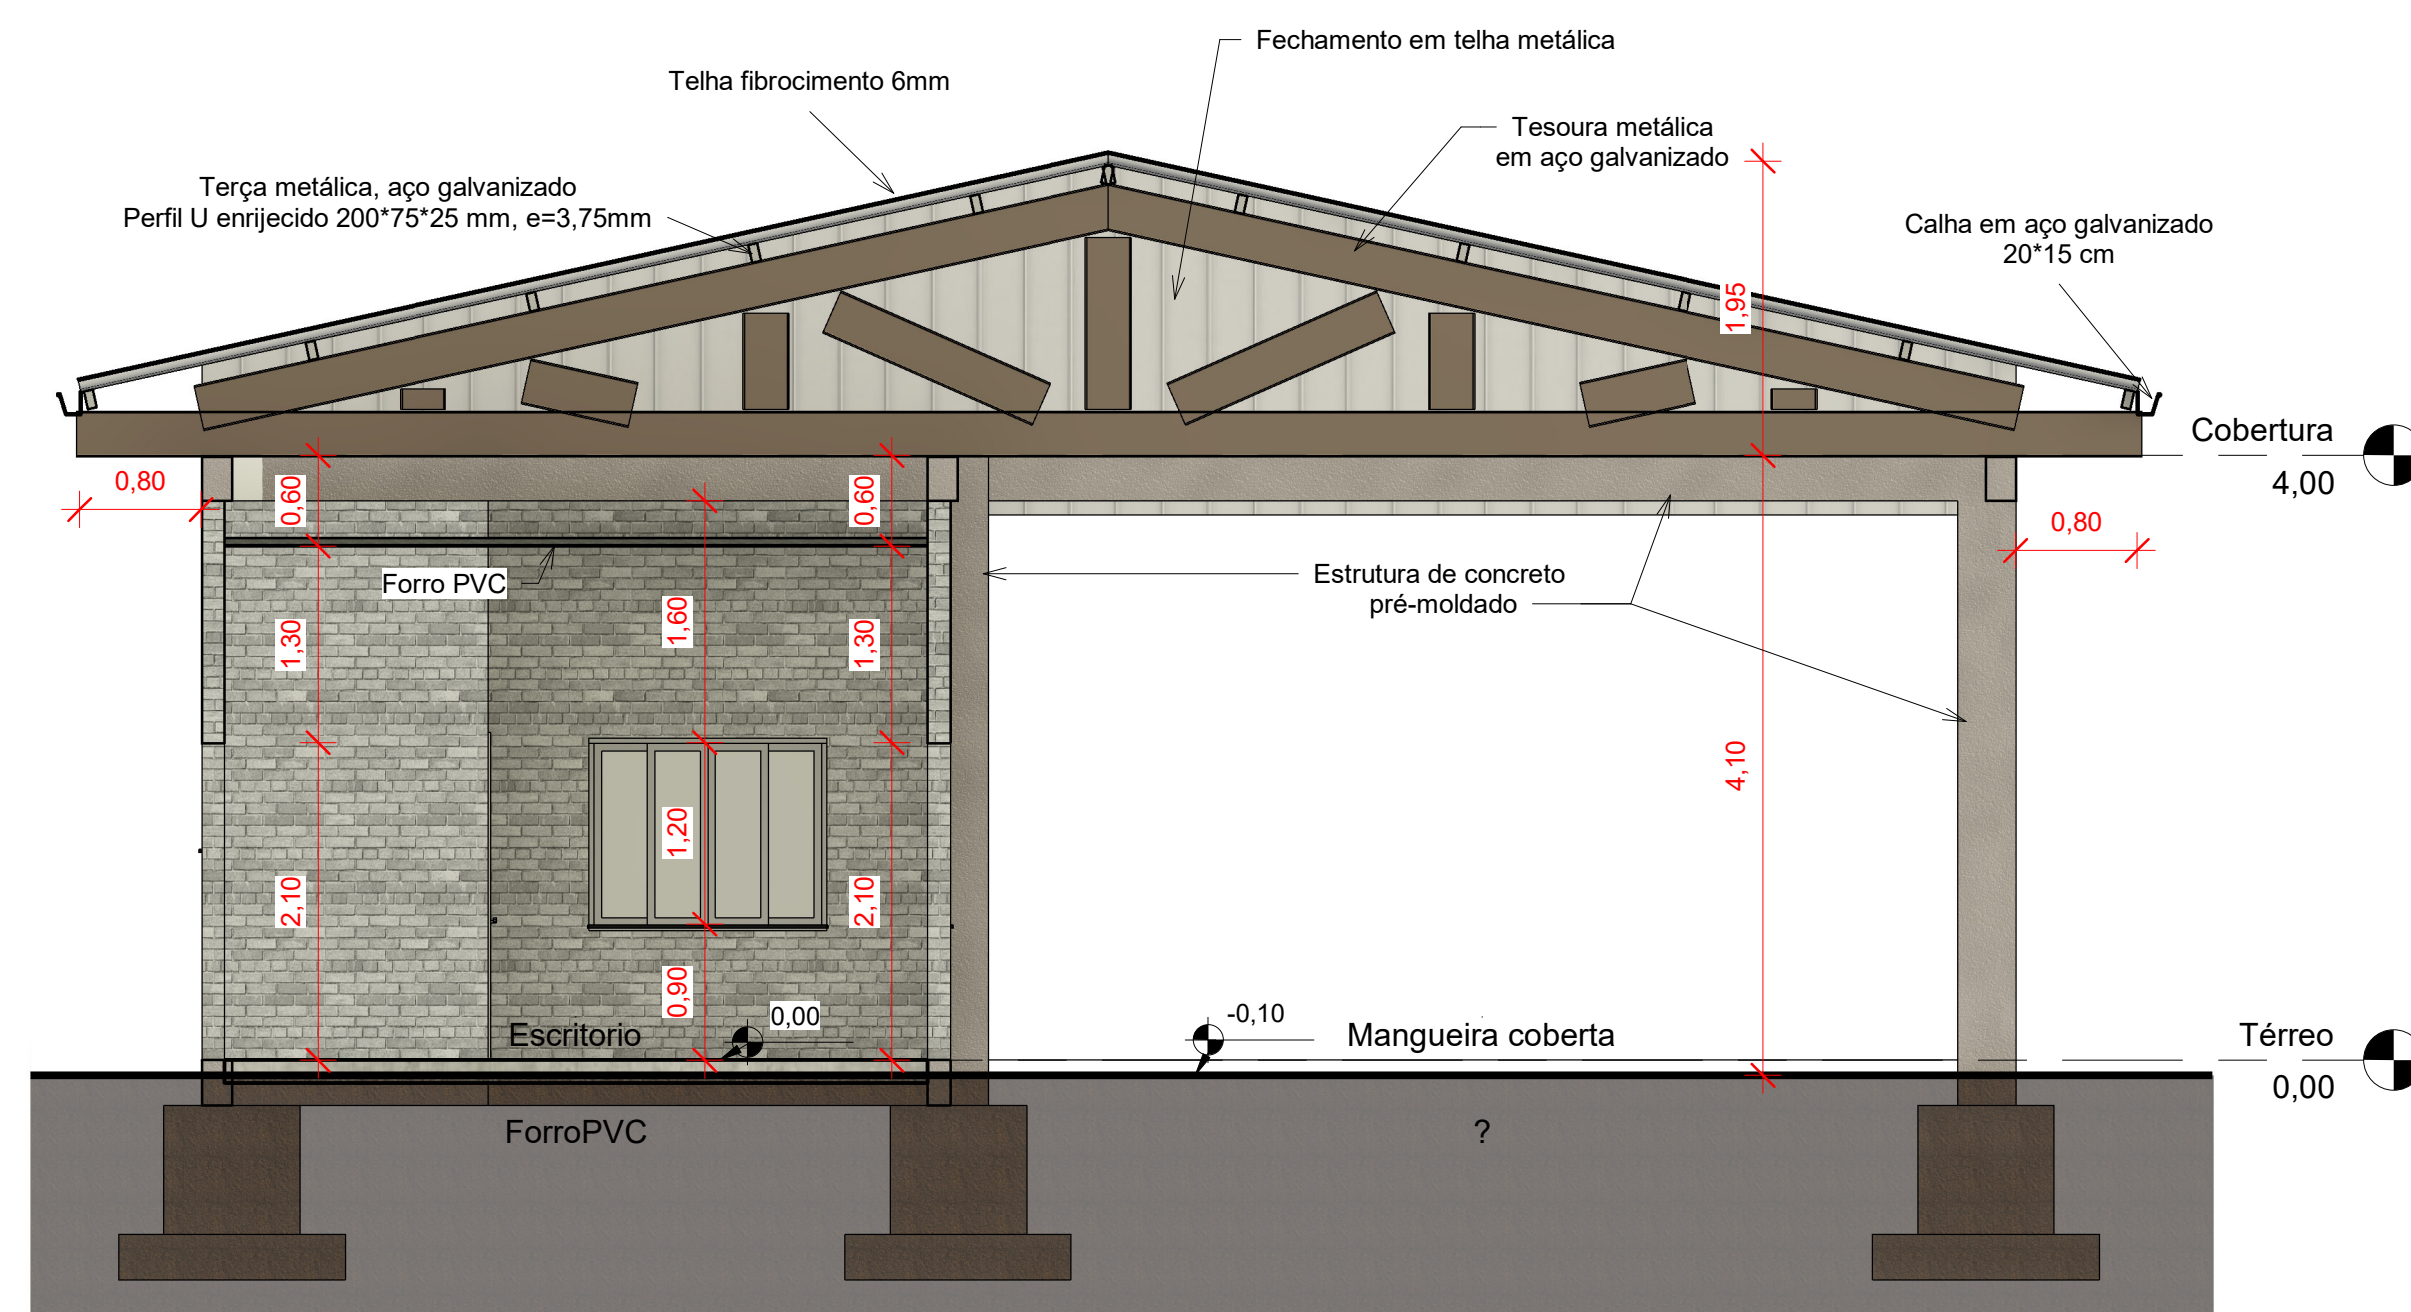 Fechamento em telha metálica
Telha fibrocimento 6mm
Tesoura metálica
em aço galvanizado
Terça metálica, aço galvanizado
Perfil U enrijecido 200*75*25 mm, e=3,75mm
Calha em aço galvanizado
20*15 cm
1,95
Cobertura
4,00
0,80
0,60
0,60
0,80
Forro PVC
Estrutura de concreto
pré-moldado
1,30
1,60
1,30
4,10
1,20
2,10
2,10
0,90
0,00
Escritorio
-0,10
Mangueira coberta
Térreo
0,00
ForroPVC
?